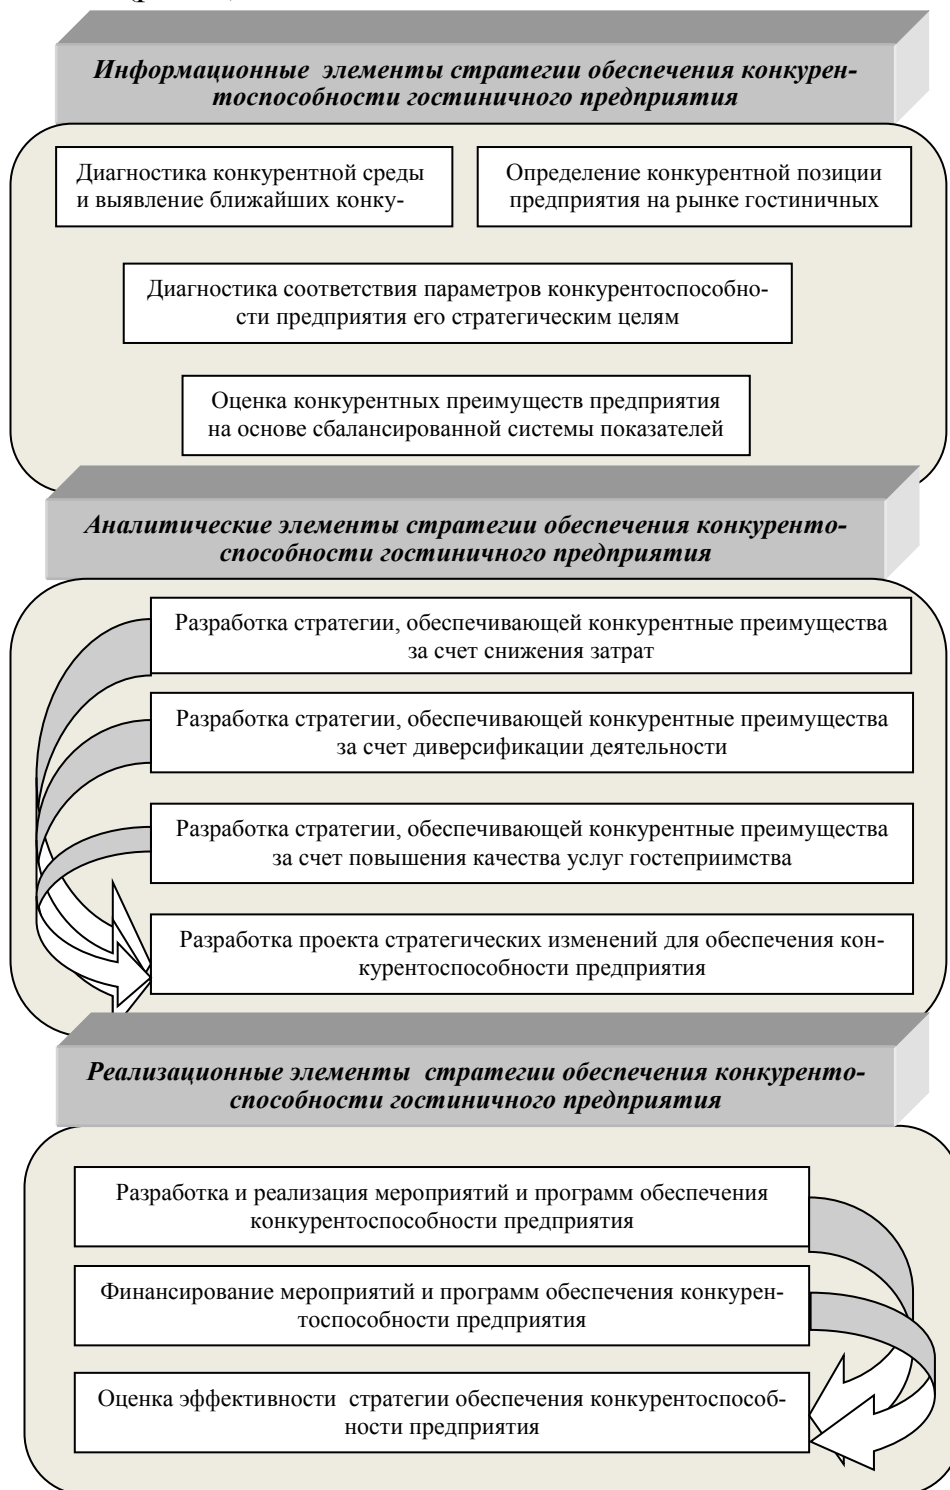 Информационные элементы стратегии обеспечения конкурен-
тоспособности гостиничного предприятия
Диагностика конкурентной среды
и выявление ближайших конку-
Определение конкурентной позиции
предприятия на рынке гостиничных
Диагностика соответствия параметров конкурентоспособно-
сти предприятия его стратегическим целям
Оценка конкурентных преимуществ предприятия
на основе сбалансированной системы показателей
Аналитические элементы стратегии обеспечения конкуренто-
способности гостиничного предприятия
Разработка стратегии, обеспечивающей конкурентные преимущества
за счет снижения затрат
Разработка стратегии, обеспечивающей конкурентные преимущества
за счет диверсификации деятельности
Разработка стратегии, обеспечивающей конкурентные преимущества
за счет повышения качества услуг гостеприимства
Разработка проекта стратегических изменений для обеспечения кон-
курентоспособности предприятия
Реализационные элементы стратегии обеспечения конкуренто-
способности гостиничного предприятия
Разработка и реализация мероприятий и программ обеспечения
конкурентоспособности предприятия
Финансирование мероприятий и программ обеспечения конкурен-
тоспособности предприятия
Оценка эффективности стратегии обеспечения конкурентоспособ-
ности предприятия